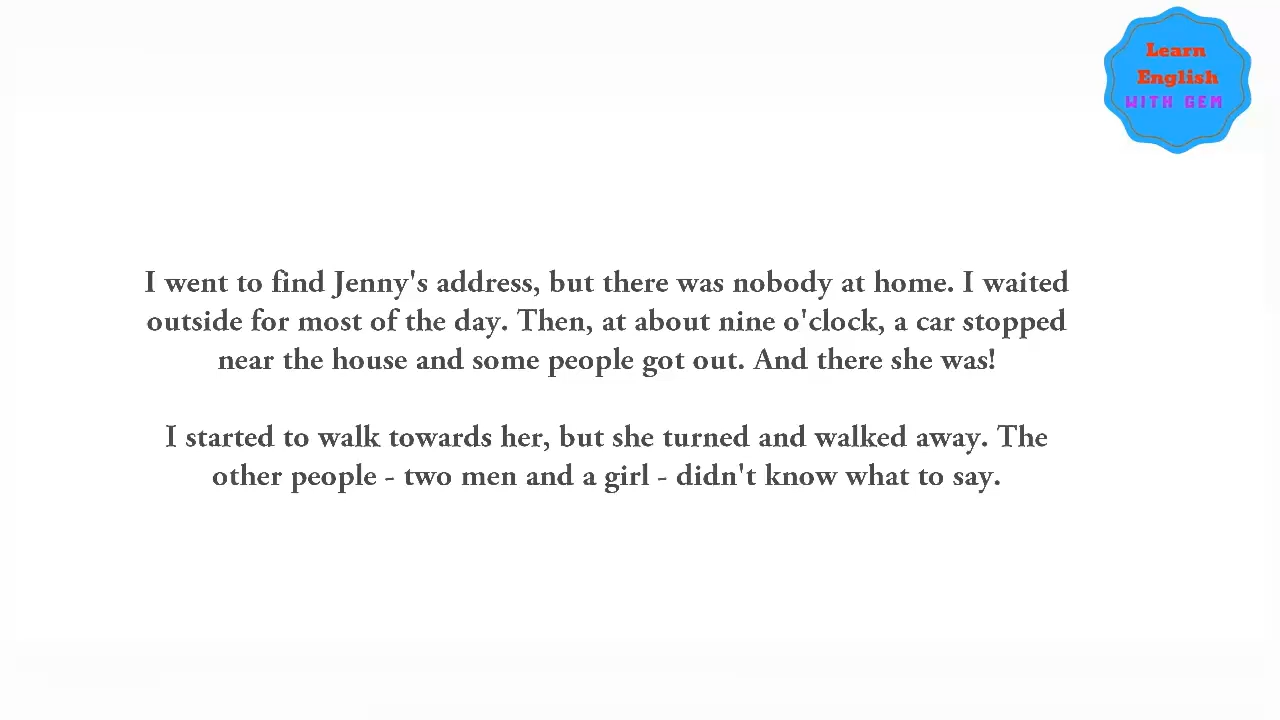 Learn
English
WITH GEM
I went to find Jenny's address, but there was nobody at home. I waited
outside for most of the day. Then, at about nine o'clock, a car stopped
near the house and some people got out. And there she was!
I started to walk towards her, but she turned and walked away. The
other people - two men and a girl - didn't know what to say.